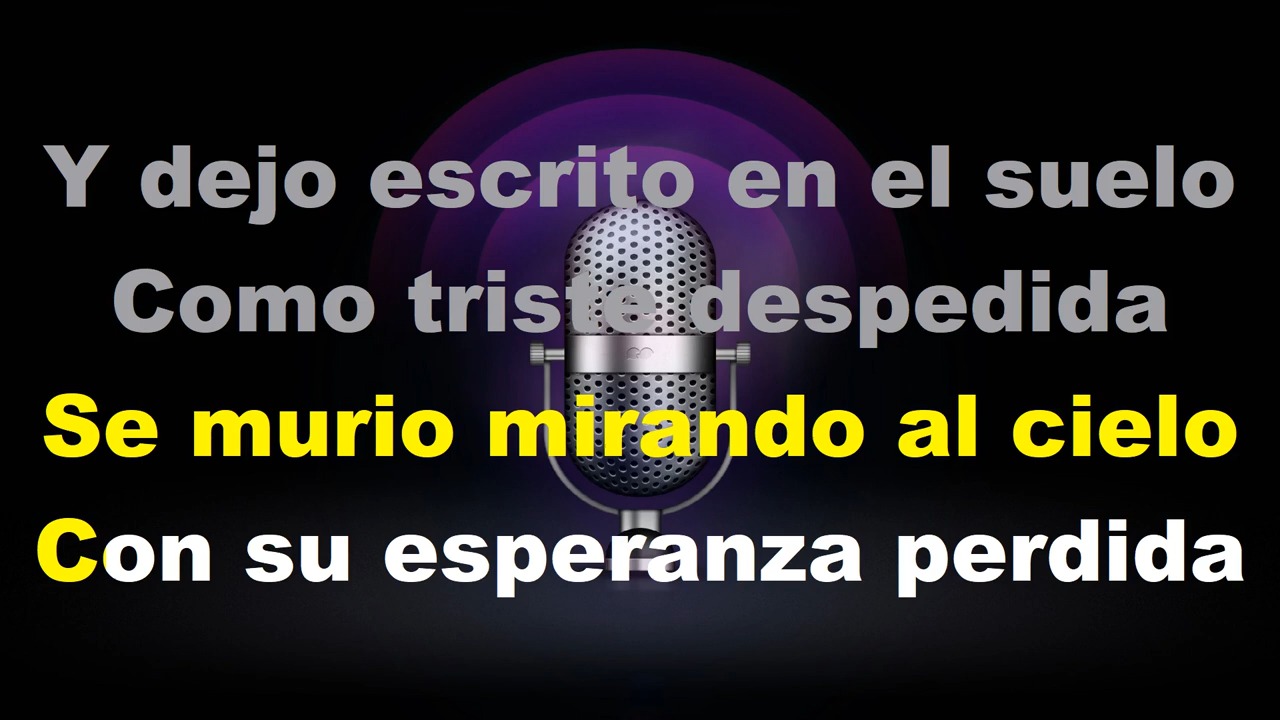 Y dejo escrito en el suelo
Como triste despedida
Se murio mirando al cielo
Con su esperanza perdida